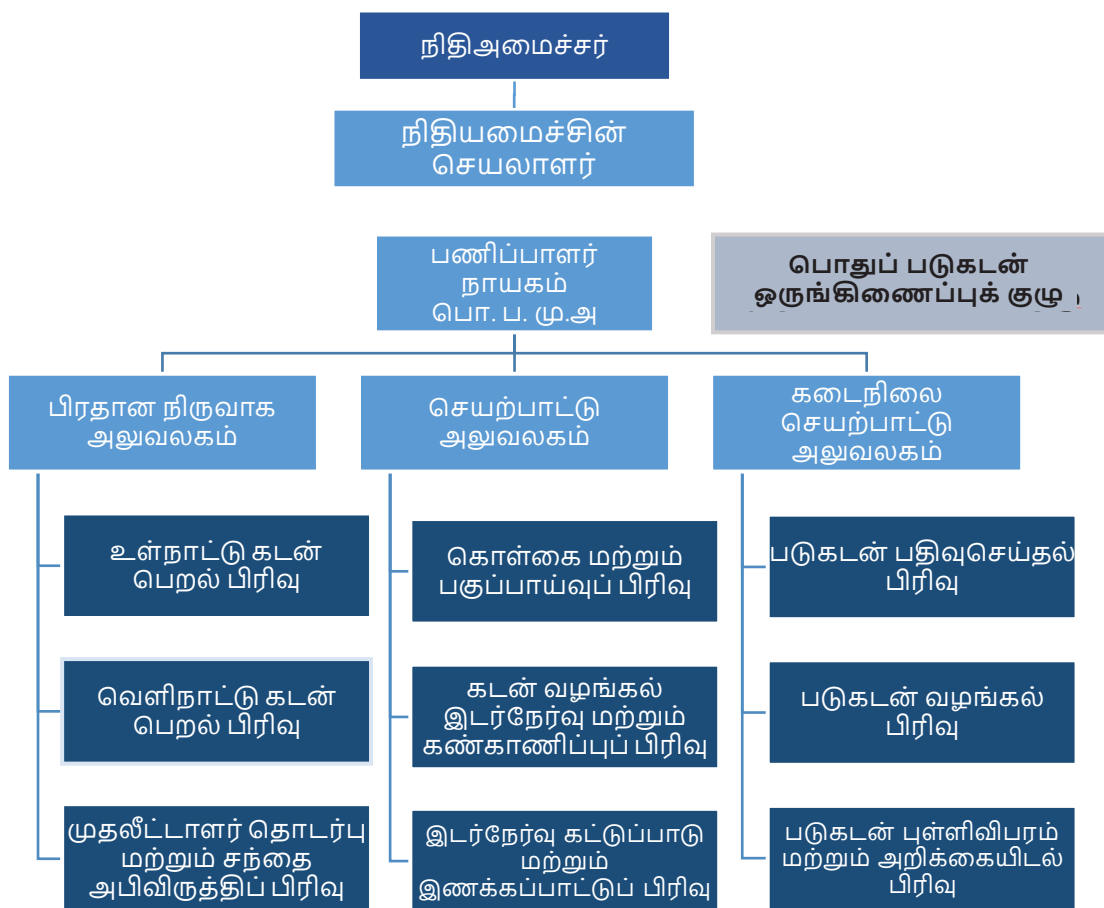 நிதிஅமைச்சர்
நிதியமைச்சின்
செயலாளர்
பணிப்பாளர்
நாயகம்
பொ. ப. மு.அ
பொதுப் படுகடன்
ஒருங்கிணைப்புக் குழு
பிரதான நிருவாக
அலுவலகம்
செயற்பாட்டு
அலுவலகம்
கடைநிலை
செயற்பாட்டு
அலுவலகம்
உள்நாட்டு கடன்
பெறல் பிரிவு
வெளிநாட்டு கடன்
பெறல் பிரிவு
முதலீட்டாளர் தொடர்பு
மற்றும் சந்தை
அபிவிருத்திப் பிரிவு
கொள்கை மற்றும்
பகுப்பாய்வுப் பிரிவு
கடன் வழங்கல்
இடர்நேர்வு மற்றும்
கண்காணிப்புப் பிரிவு
இடர்நேர்வு கட்டுப்பாடு
மற்றும்
இணக்கப்பாட்டுப் பிரிவு
படுகடன் பதிவுசெய்தல்
பிரிவு
படுகடன் வழங்கல்
பிரிவு
படுகடன் புள்ளிவிபரம்
மற்றும் அறிக்கையிடல்
பிரிவு